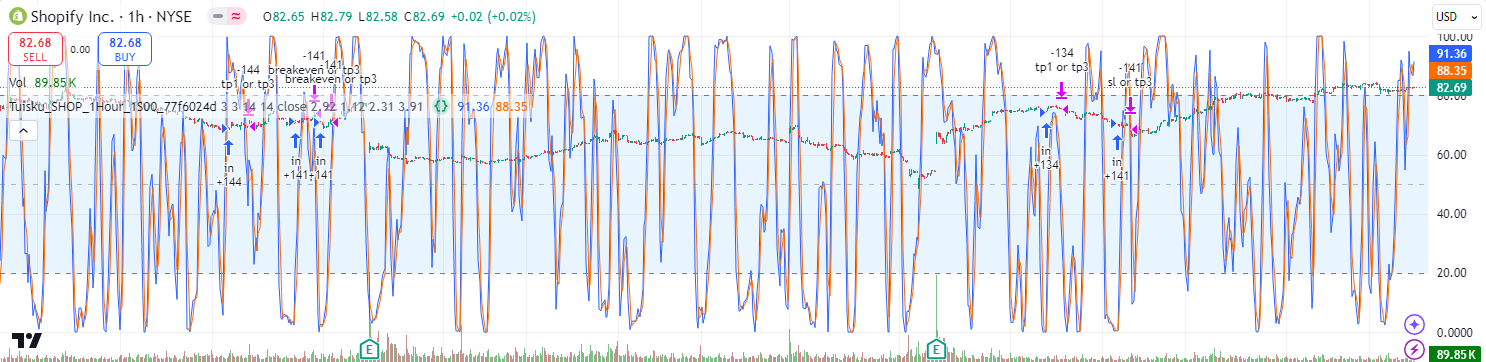 Shopify Inc. · 1h · NYSE O82.65 H82.79 L82.58 C82.69 +0.02 (+0.02%)
USD
82.68 SELL
0.00
82.68 BUY
Vol 89.85 K
Tuisku_SHOP_1Hour_1S00_77f6024d 3 3 14 14 close 2.92 1.12 2.31 3.91 {} 91.36 88.35
-144
tp1 or tp3
-141
breakeven or tp3
-141
breakeven or tp3
in
+144
in
+141
in
+141
-134
tp1 or tp3
-141
sl or tp3
in
+134
in
+141
E
E
100.00
91.36
88.35
82.69
80.00
60.00
40.00
20.00
0.0000
89.85 K